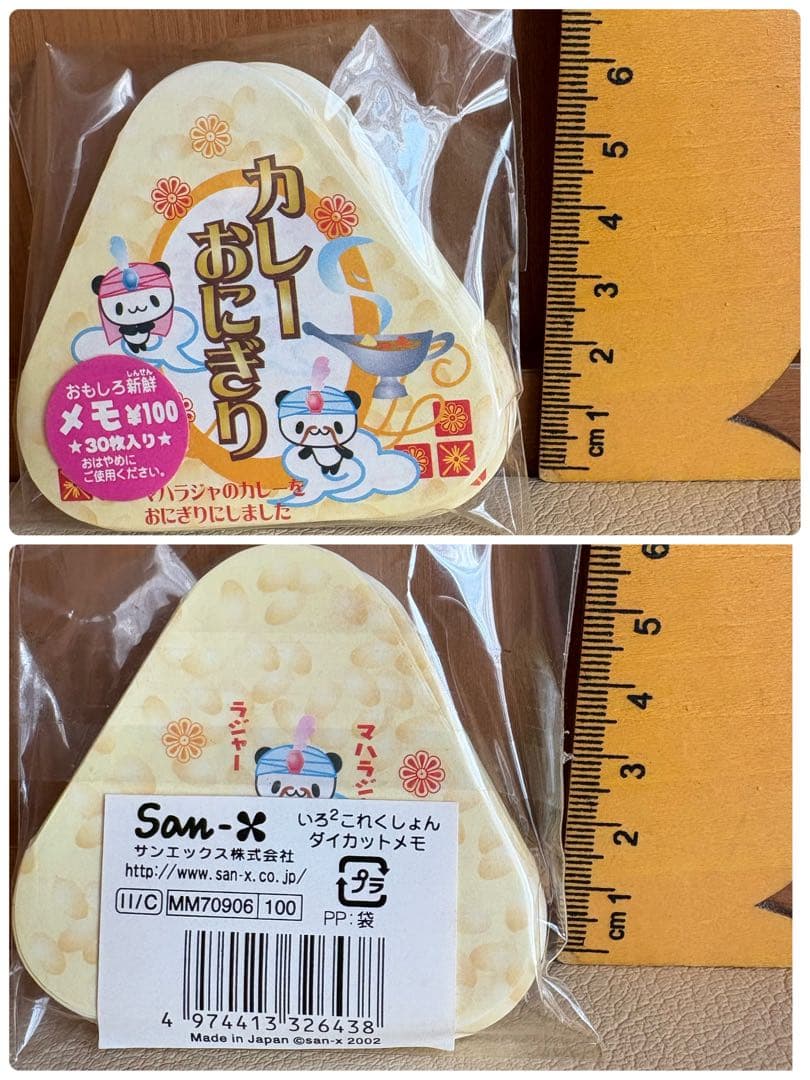 カレー
おにぎり
おもしろ新鮮
しんせん
メモ¥100
★30枚入り★
おはやめに
ご使用ください。
マハラジャのカレーを
おにぎりにしました
6
5
4
3
2
1
cm
マハラジ
ラジャー
San-X
サンエックス株式会社
http://www.san-x.co.jp/
いろ²これくしょん
ダイカットメモ
プラ
PP:袋
II/C MM70906 100
4 974413 326438
Made in Japan ©san-x 2002
6
5
4
3
2
1
cm